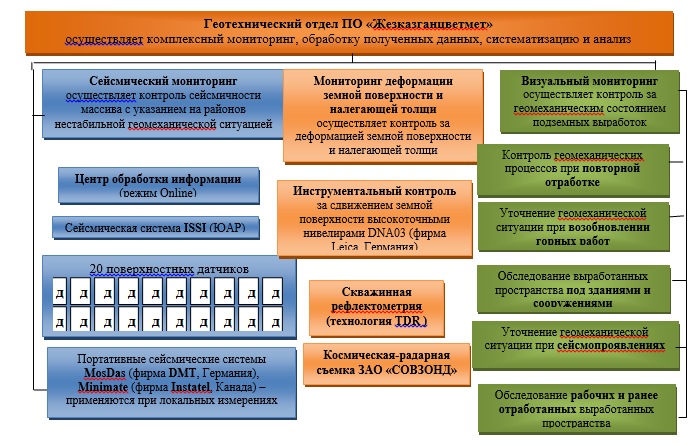 Геотехнический отдел ПО «Жезказганцветмет»
осуществляет комплексный мониторинг, обработку полученных данных, систематизацию и анализ
Сейсмический мониторинг
осуществляет контроль сейсмичности
массива с указанием на районов
нестабильной геомеханической ситуацией
Центр обработки информации
(режим Online)
Сейсмическая система ISSI (ЮАР)
20 поверхностных датчиков
Д Д Д Д Д Д Д Д Д Д
Д Д Д Д Д Д Д Д Д Д
Портативные сейсмические системы
MosDas (фирма DMT, Германия),
Minimate (фирма Instatel, Канада) –
применяются при локальных измерениях
Мониторинг деформации
земной поверхности и
налегающей толщи
осуществляет контроль за
деформацией земной поверхности
и налегающей толщи
Инструментальный контроль
за сдвижением земной
поверхности высокоточными
нивелирами DNA03 (фирма
Leica, Германия)
Скважинная
рефлектометрия
(технология TDR.)
Космическая-радарная
съемка ЗАО «СОВЗОНД»
Визуальный мониторинг
осуществляет контроль за
геомеханическим состоянием
подземных выработок
Контроль геомеханических
процессов при повторной
отработке
Уточнение геомеханической
ситуации при возобновлении
горных работ
Обследование выработанных
пространства под зданиями и
сооружениями
Уточнение геомеханической
ситуации при сейсмопроявлениях
Обследование рабочих и ранее
отработанных выработанных
пространства